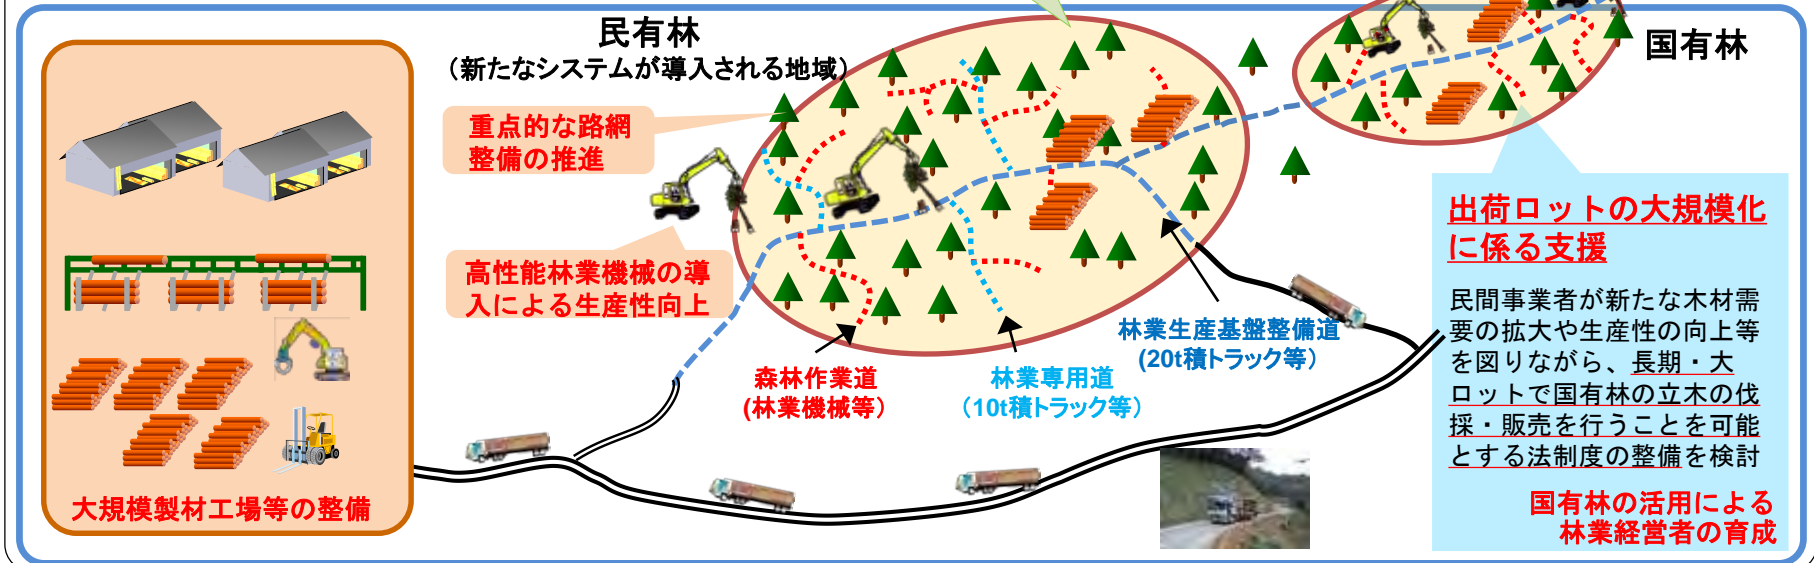 民有林
（新たなシステムが導入される地域）
国有林
重点的な路網
整備の推進
高性能林業機械の導
入による生産性向上
森林作業道
(林業機械等)
林業専用道
（10t積トラック等）
林業生産基盤整備道
(20t積トラック等）
大規模製材工場等の整備
出荷ロットの大規模化
に係る支援
民間事業者が新たな木材需
要の拡大や生産性の向上等
を図りながら、長期・大
ロットで国有林の立木の伐
採・販売を行うことを可能
とする法制度の整備を検討
国有林の活用による
林業経営者の育成